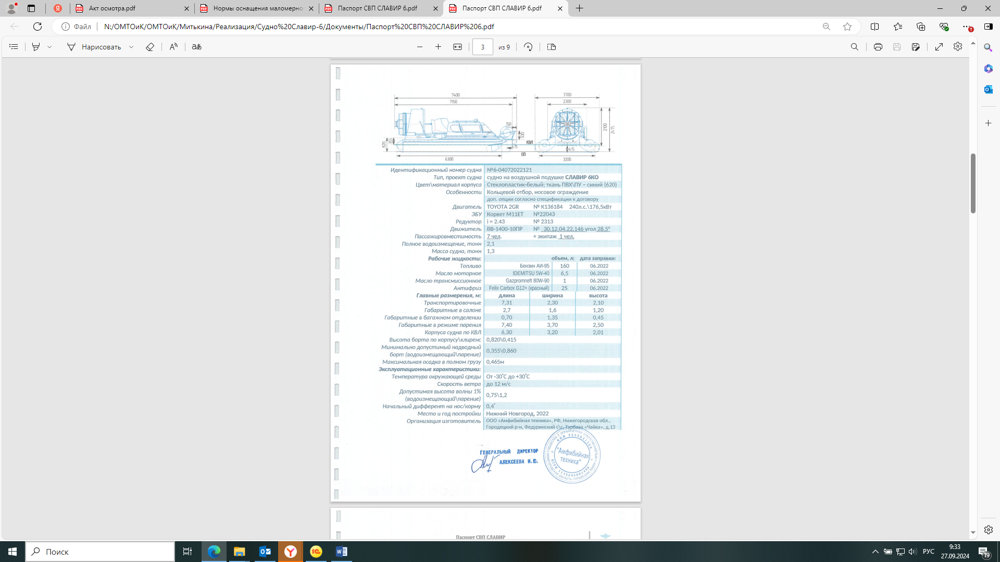 Акт осмотра.pdf
Нормы оснащения маломерно
Паспорт СВП СЛАВИР 6.pdf
Паспорт СВП СЛАВИР 6.pdf
Файл
N:/ОМТОиК/ОМТОиК/Митькина/Реализация/Судно%20Славир-6/Документы/Паспорт%20СВП%20СЛАВИР%206.pdf
Нарисовать
3 из 9
7400
7150
3700
2300
150
500
820
355
475
КВЛ
ОП
6300
2100
2475
415
3200
Идентификационный номер судна №6-04072022121
Тип, проект судна судно на воздушной подушке СЛАВИР 6КО
Цвет\материал корпуса Стеклопластик-белый; ткань ПВХ\ПУ – синий (620)
Особенности Кольцевой отбор, носовое ограждение
доп. опции согласно спецификации к договору
Двигатель TOYOTA 2GR № K136184 240л.с.\176,5кВт
ЭБУ Корвет М11ЕТ №22043
Редуктор i = 2.43 № 2313
Движитель ВВ-1400-10ПР № 30.12.04.22.146 угол 28,5°
Пассажировместимость 7 чел. + экипаж 1 чел.
Полное водоизмещение, тонн 2,1
Масса судна, тонн 1,3
Рабочие жидкости: объем, л: дата заправки:
Топливо Бензин АИ-95 160 06.2022
Масло моторное IDEMITSU 5W-40 6,5 06.2022
Масло трансмиссионное Gazpromneft 80W-90 1 06.2022
Антифриз Felix Carbox G12+ (красный) 25 06.2022
Главные размерения, м: длина ширина высота
Транспортировочные 7,31 2,30 2,10
Габаритные в салоне 2,7 1,6 1,20
Габаритные в багажном отделении 0,70 1,35 0,45
Габаритные в режиме парения 7,40 3,70 2,50
Корпуса судна по КВЛ 6,30 3,20 2,01
Высота борта по корпусу\клиренс 0,820\0,415
Минимально допустимый надводный
борт (водоизмещающий\парение) 0,355\0,860
Максимальная осадка в полном грузу 0,465м
Эксплуатационные характеристики:
Температура окружающей среды От -30˚С до +30˚С
Скорость ветра до 12 м/с
Допустимая высота волны 1%
(водоизмещающий\парение) 0,75\1,2
Начальный дифферент на нос/корму 0,4˚
Место и год постройки Нижний Новгород, 2022
Организация изготовитель ООО «Амфибийная техника», РФ, Нижегородская обл.,
Городецкий р-н, Федуринский с\с, Турбаза «Чайка», д.13
ГЕНЕРАЛЬНЫЙ ДИРЕКТОР
АЛЕКСЕЕВА И.Ю.
"Амфибийная
техника"
Паспорт СВП СЛАВИР
Поиск
РУС
9:33
27.09.2024
19